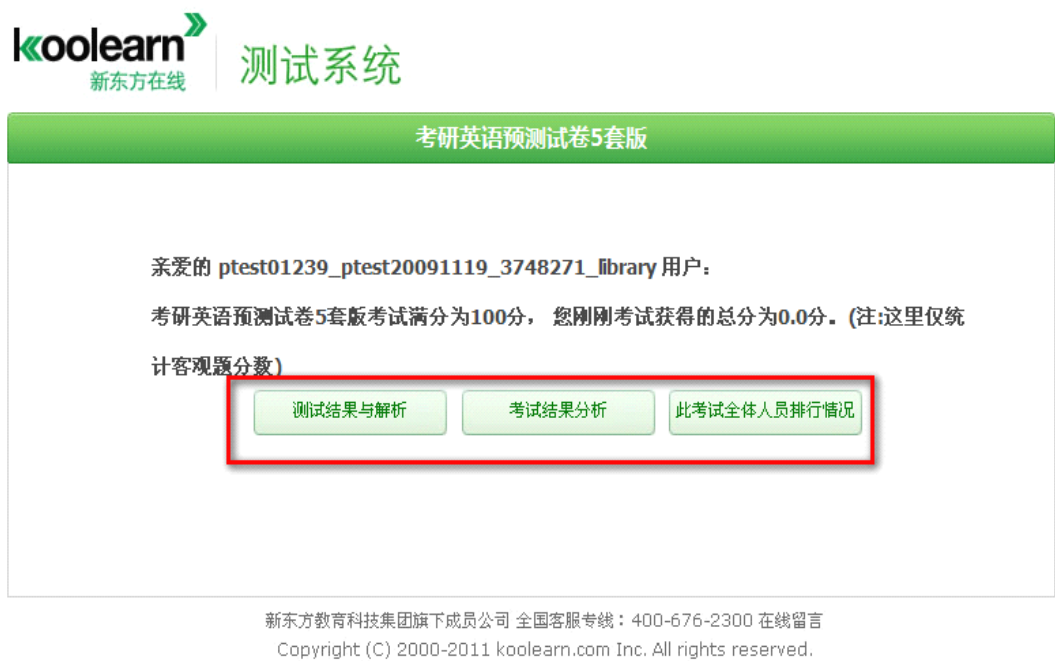 koolearn
新东方在线
测试系统
考研英语预测试卷5套版
亲爱的 ptest01239_ptest20091119_3748271_library 用户：
考研英语预测试卷5套版考试满分为100分， 您刚刚考试获得的总分为0.0分。(注:这里仅统
计客观题分数)
测试结果与解析 考试结果分析 此考试全体人员排行情况
新东方教育科技集团旗下成员公司 全国客服专线：400-676-2300 在线留言
Copyright (C) 2000-2011 koolearn.com Inc. All rights reserved.